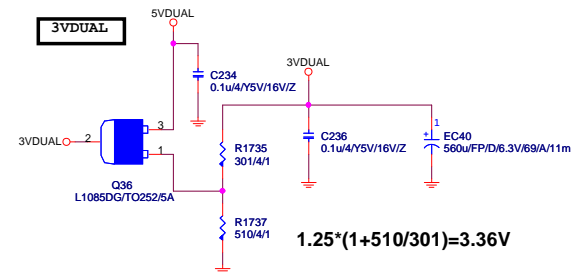 3VDUAL
5VDUAL
C234
0.1u/4/Y5V/16V/Z
3VDUAL
3VDUAL
2
3
1
Q36
L1085DG/TO252/5A
R1735
301/4/1
C236
0.1u/4/Y5V/16V/Z
1
+
EC40
560u/FP/D/6.3V/69/A/11m
R1737
510/4/1
1.25*(1+510/301)=3.36V